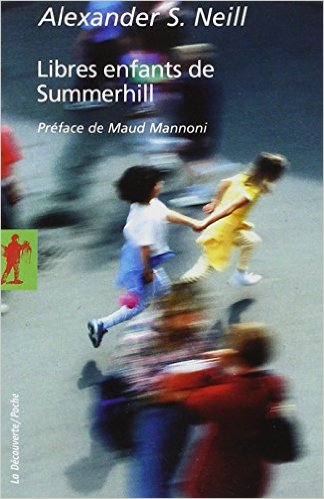 Alexander S. Neill
Libres enfants de
Summerhill
Préface de Maud Mannoni
La Découverte/Poche